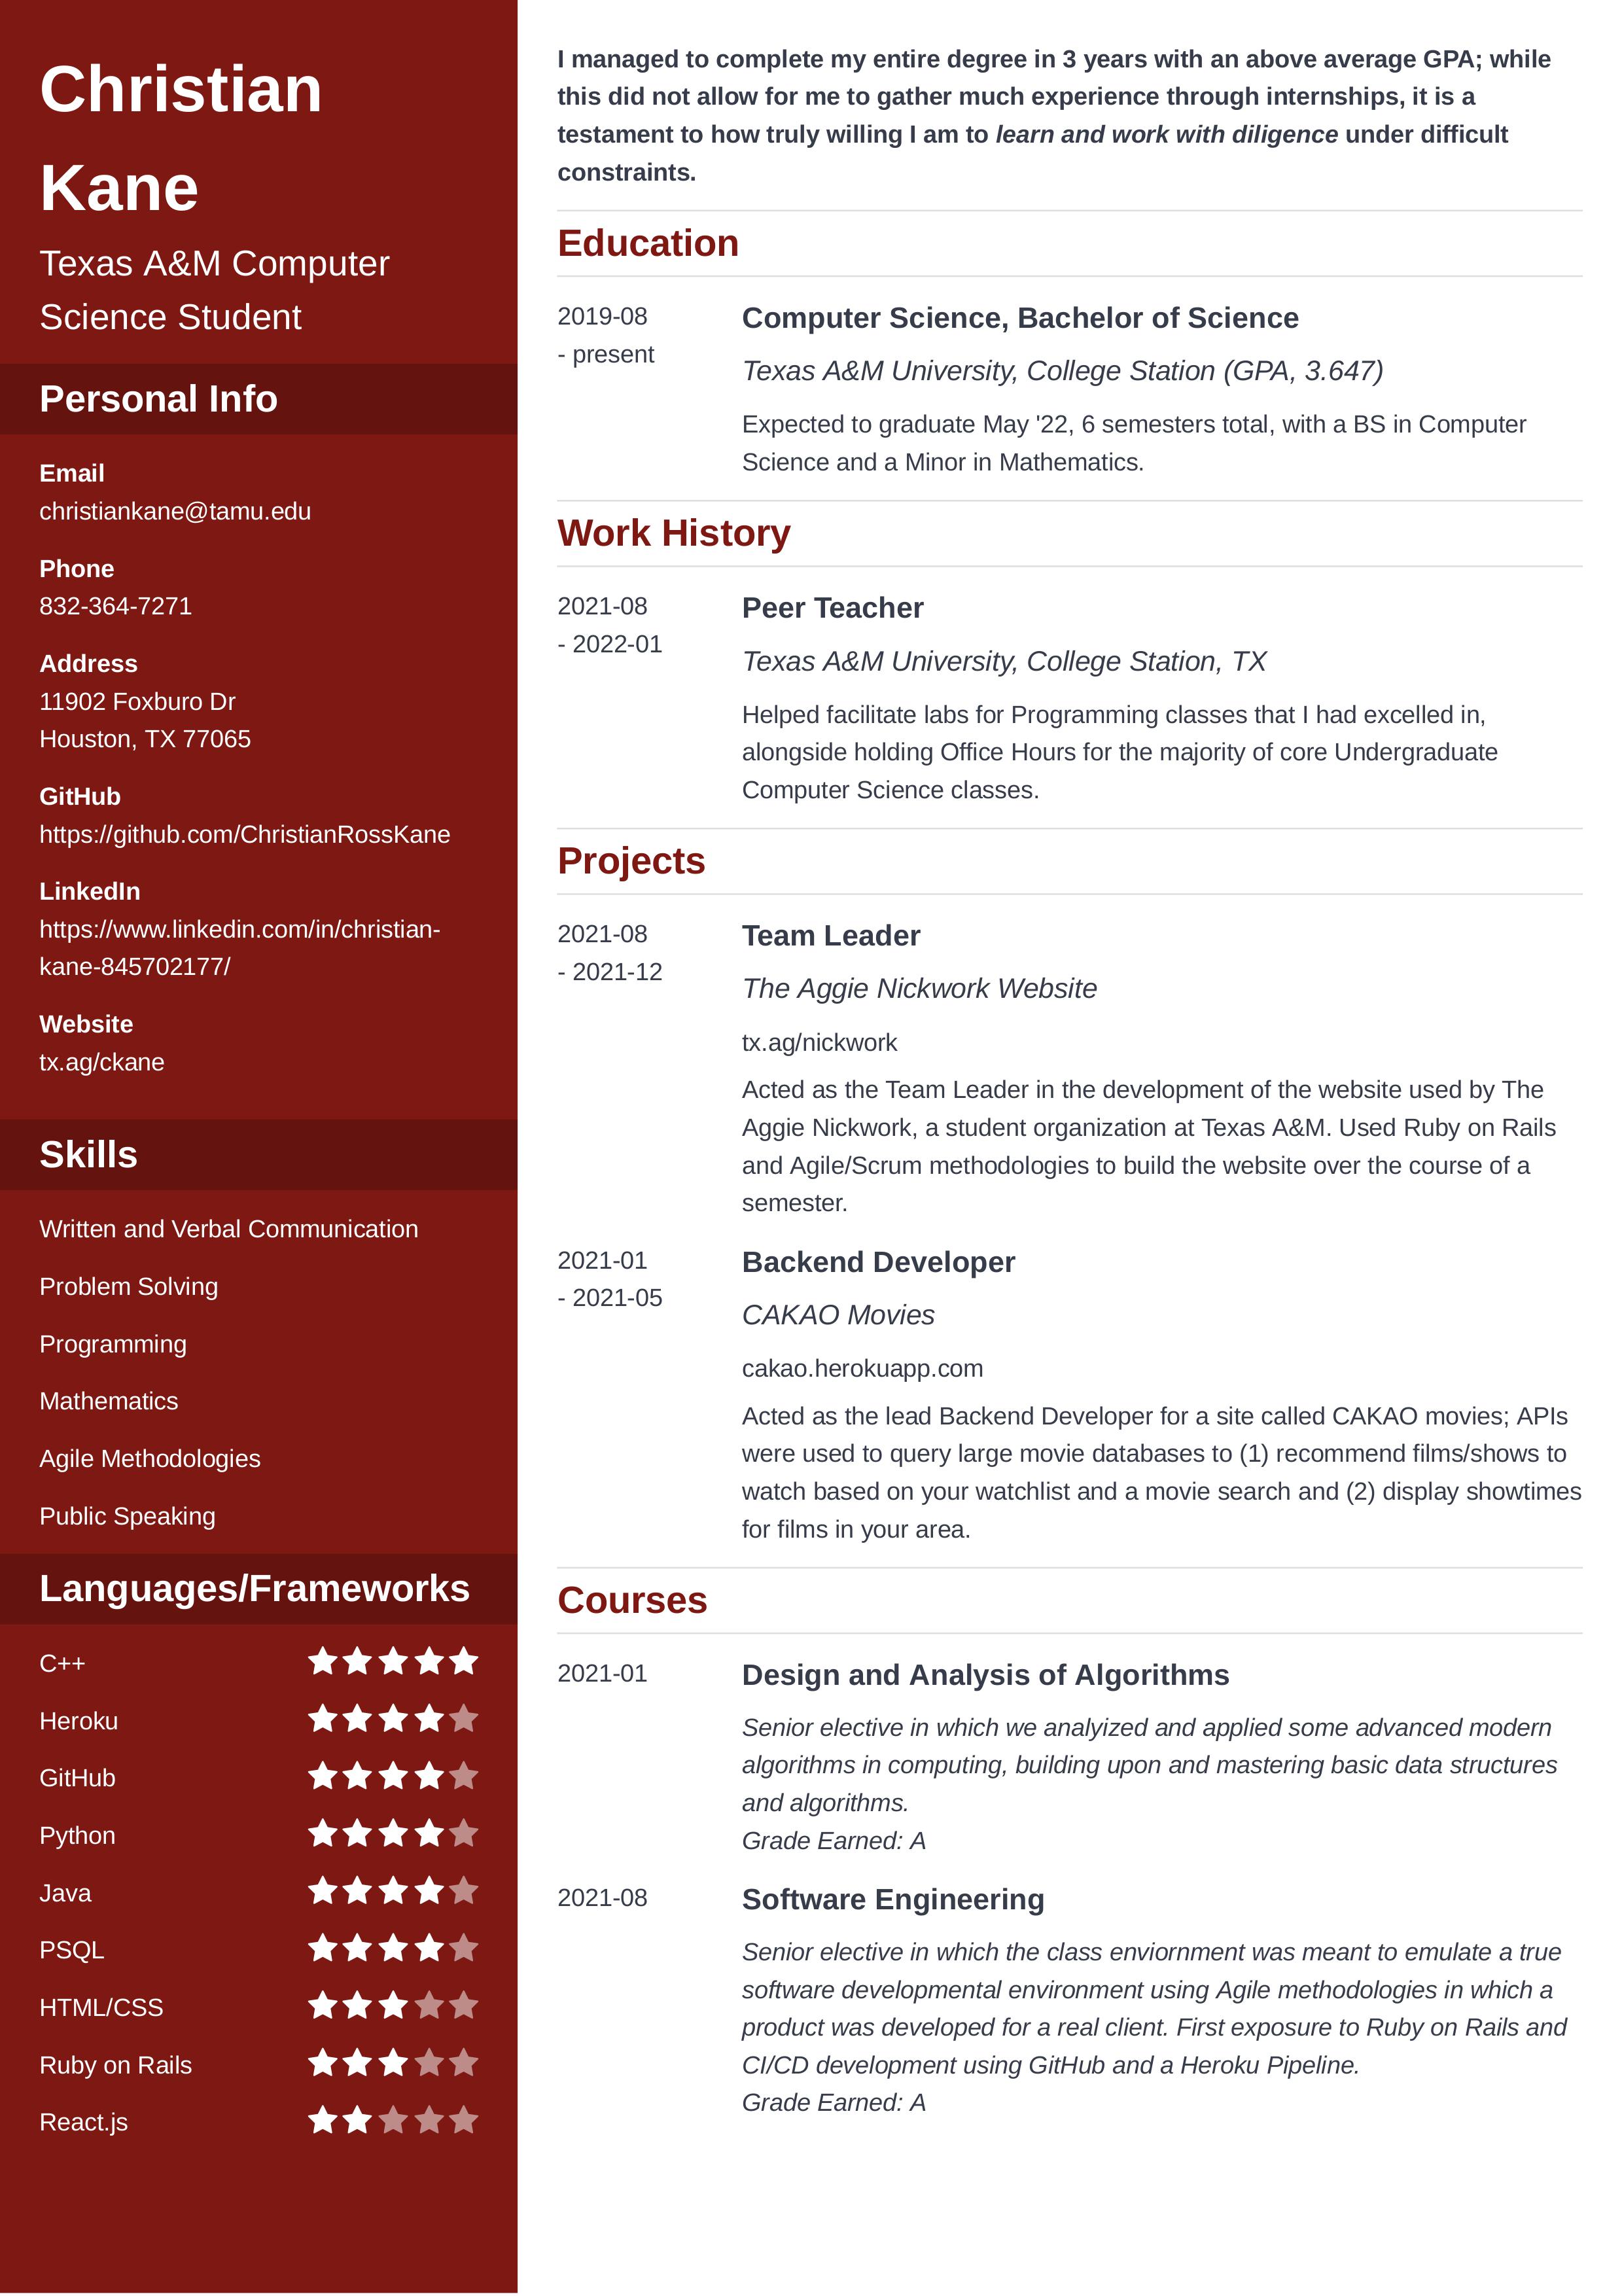 Christian
Kane
Texas A&M Computer
Science Student
Personal Info
Email
christiankane@tamu.edu
Phone
832-364-7271
Address
11902 Foxburo Dr
Houston, TX 77065
GitHub
https://github.com/ChristianRossKane
LinkedIn
https://www.linkedin.com/in/christian-
kane-845702177/
Website
tx.ag/ckane
Skills
Written and Verbal Communication
Problem Solving
Programming
Mathematics
Agile Methodologies
Public Speaking
Languages/Frameworks
C++
Heroku
GitHub
Python
Java
PSQL
HTML/CSS
Ruby on Rails
React.js
I managed to complete my entire degree in 3 years with an above average GPA; while
this did not allow for me to gather much experience through internships, it is a
testament to how truly willing I am to learn and work with diligence under difficult
constraints.
Education
2019-08
- present
Computer Science, Bachelor of Science
Texas A&M University, College Station (GPA, 3.647)
Expected to graduate May '22, 6 semesters total, with a BS in Computer
Science and a Minor in Mathematics.
Work History
2021-08
- 2022-01
Peer Teacher
Texas A&M University, College Station, TX
Helped facilitate labs for Programming classes that I had excelled in,
alongside holding Office Hours for the majority of core Undergraduate
Computer Science classes.
Projects
2021-08
- 2021-12
Team Leader
The Aggie Nickwork Website
tx.ag/nickwork
Acted as the Team Leader in the development of the website used by The
Aggie Nickwork, a student organization at Texas A&M. Used Ruby on Rails
and Agile/Scrum methodologies to build the website over the course of a
semester.
2021-01
- 2021-05
Backend Developer
CAKAO Movies
cakao.herokuapp.com
Acted as the lead Backend Developer for a site called CAKAO movies; APIs
were used to query large movie databases to (1) recommend films/shows to
watch based on your watchlist and a movie search and (2) display showtimes
for films in your area.
Courses
2021-01
Design and Analysis of Algorithms
Senior elective in which we analyized and applied some advanced modern
algorithms in computing, building upon and mastering basic data structures
and algorithms.
Grade Earned: A
2021-08
Software Engineering
Senior elective in which the class enviornment was meant to emulate a true
software developmental environment using Agile methodologies in which a
product was developed for a real client. First exposure to Ruby on Rails and
CI/CD development using GitHub and a Heroku Pipeline.
Grade Earned: A